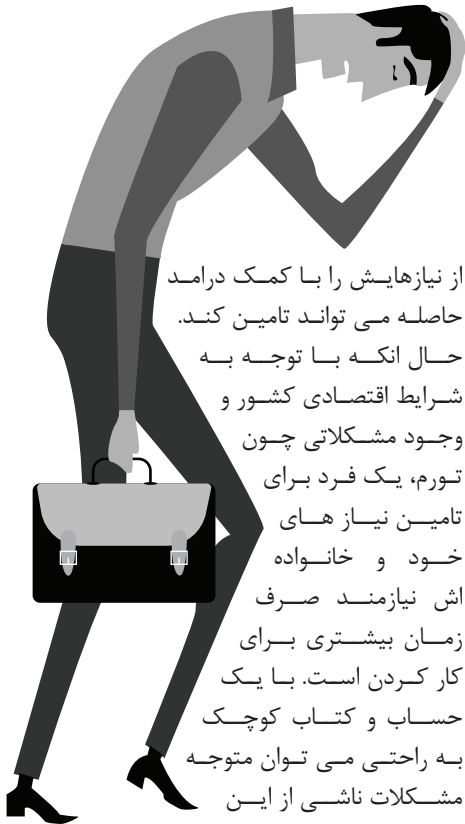 از نیازهایش را با کمک درامد
حاصله می تواند تامین کند.
حال انکه با توجه به
شرایط اقتصادی کشور و
وجود مشکلاتی چون
تورم، یک فرد برای
تامین نیاز های
خود و خانواده
اش نیازمند صرف
زمان بیشتری برای
کار کردن است. با یک
حساب و کتاب کوچک
به راحتی می توان متوجه
مشکلات ناشی از این